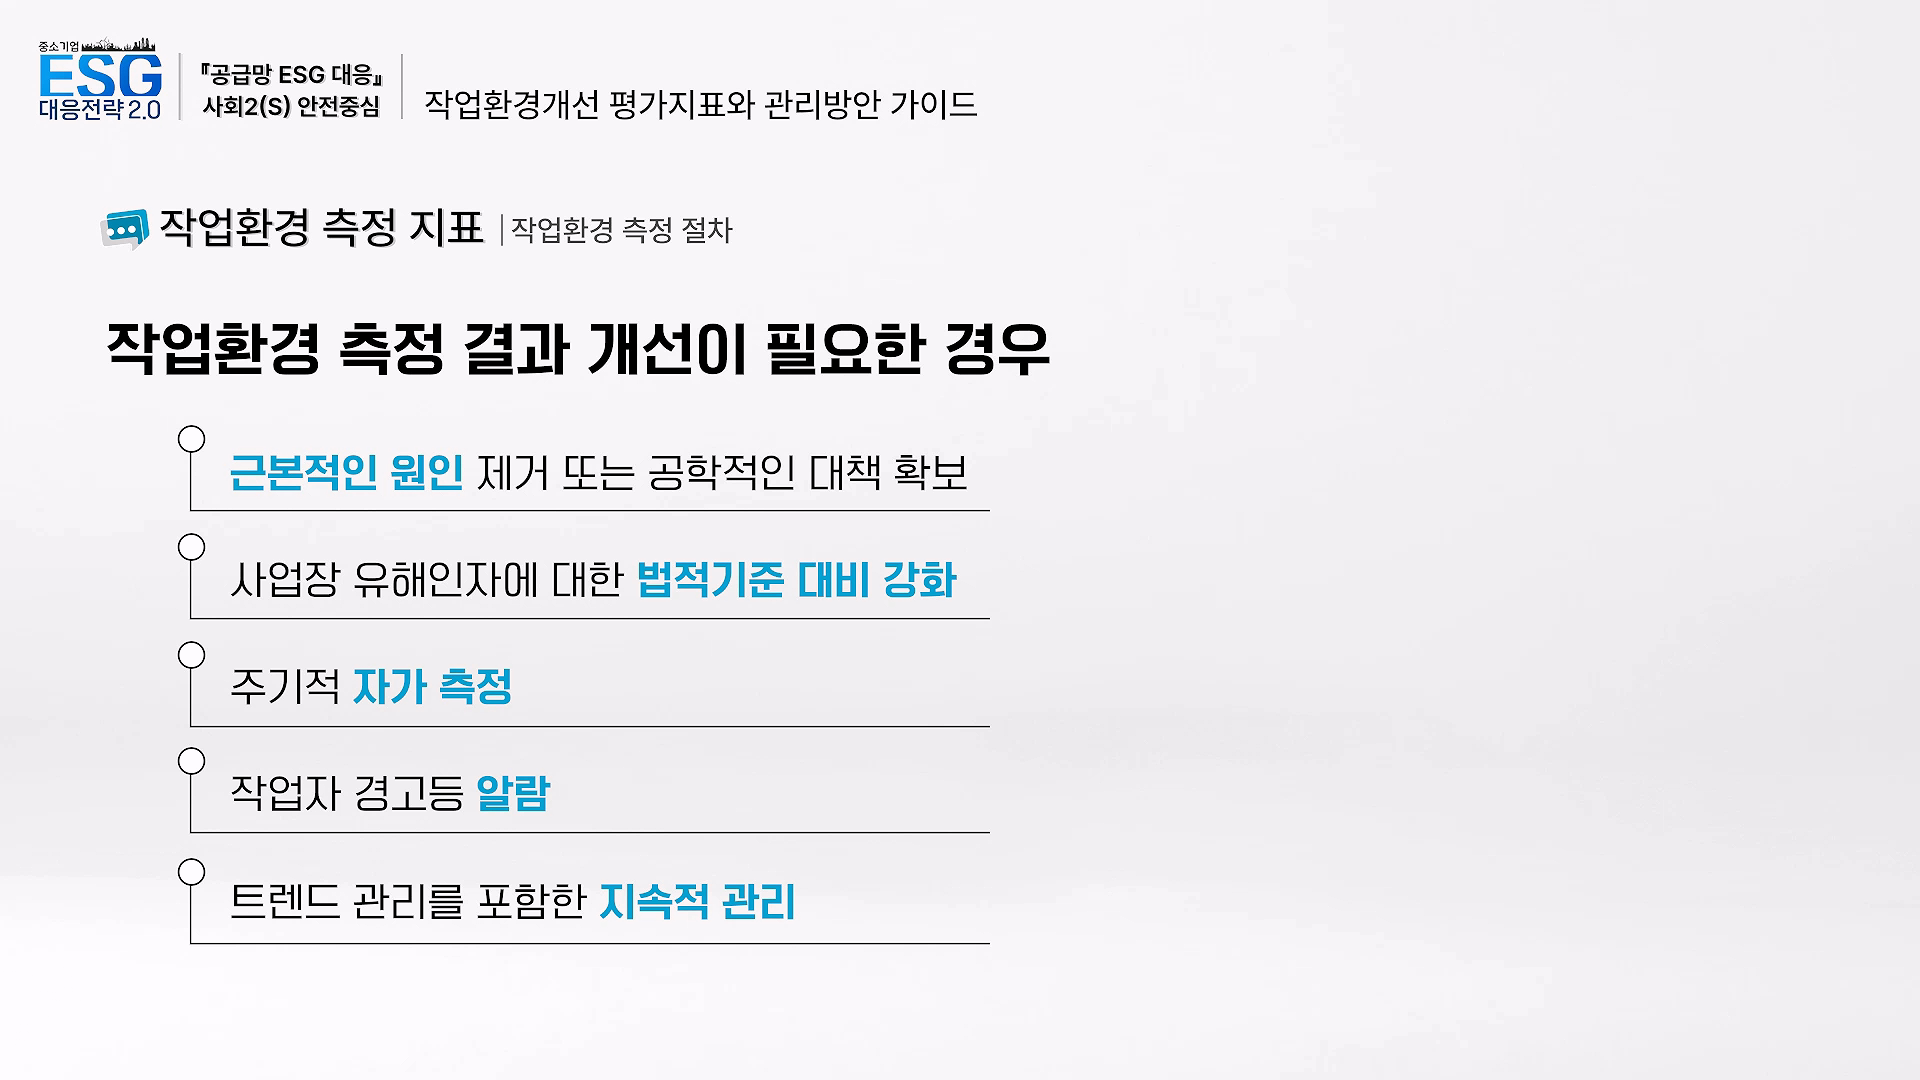 중소기업
ESG
대응전략 2.0
『공급망 ESG 대응』
사회2(S) 안전중심
작업환경개선 평가지표와 관리방안 가이드
작업환경 측정 지표 | 작업환경 측정 절차
작업환경 측정 결과 개선이 필요한 경우
근본적인 원인 제거 또는 공학적인 대책 확보
사업장 유해인자에 대한 법적기준 대비 강화
주기적 자가 측정
작업자 경고등 알람
트렌드 관리를 포함한 지속적 관리